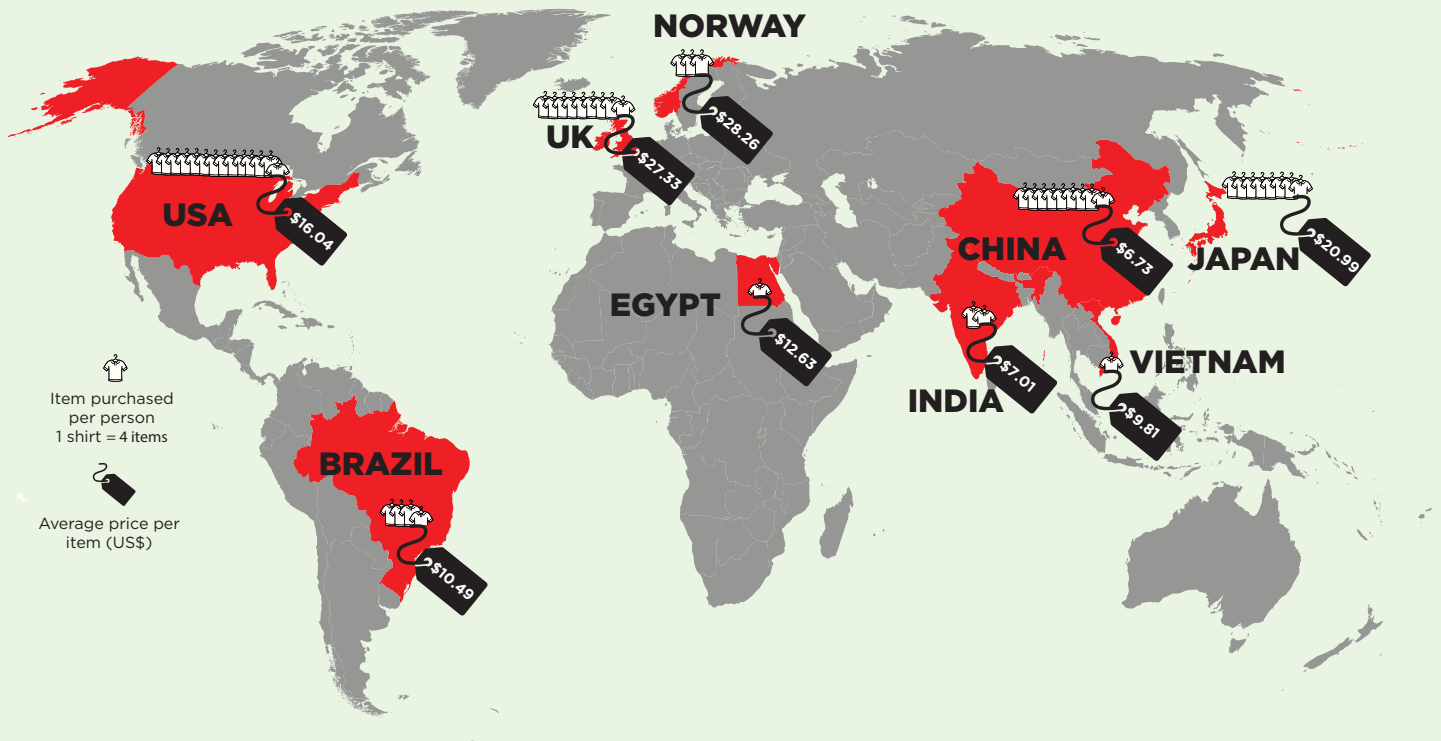 NORWAY
$28.26
UK
$27.33
USA
$16.04
CHINA
$6.73
JAPAN
$20.99
EGYPT
$12.63
INDIA
$7.01
VIETNAM
$9.81
BRAZIL
$10.49
Item purchased
per person
1 shirt = 4 items
Average price per
item (US$)